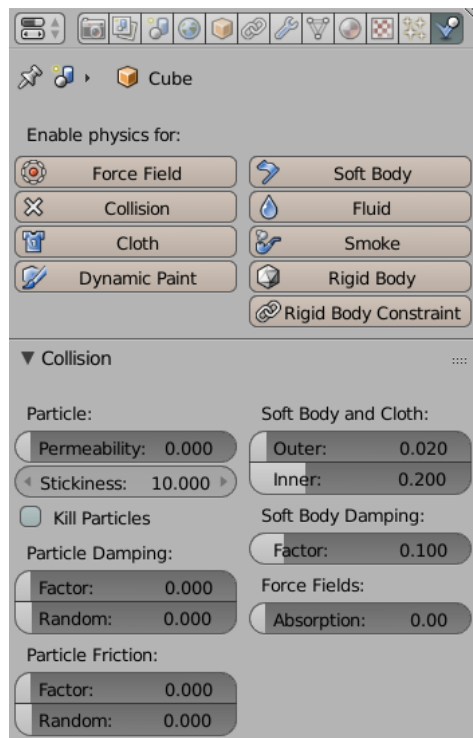 Cube
Enable physics for:
Force Field
Soft Body
Collision
Fluid
Cloth
Smoke
Dynamic Paint
Rigid Body
Rigid Body Constraint
Collision
Particle:
Permeability: 0.000
Stickiness: 10.000
Kill Particles
Particle Damping:
Factor: 0.000
Random: 0.000
Particle Friction:
Factor: 0.000
Random: 0.000
Soft Body and Cloth:
Outer: 0.020
Inner: 0.200
Soft Body Damping:
Factor: 0.100
Force Fields:
Absorption: 0.00